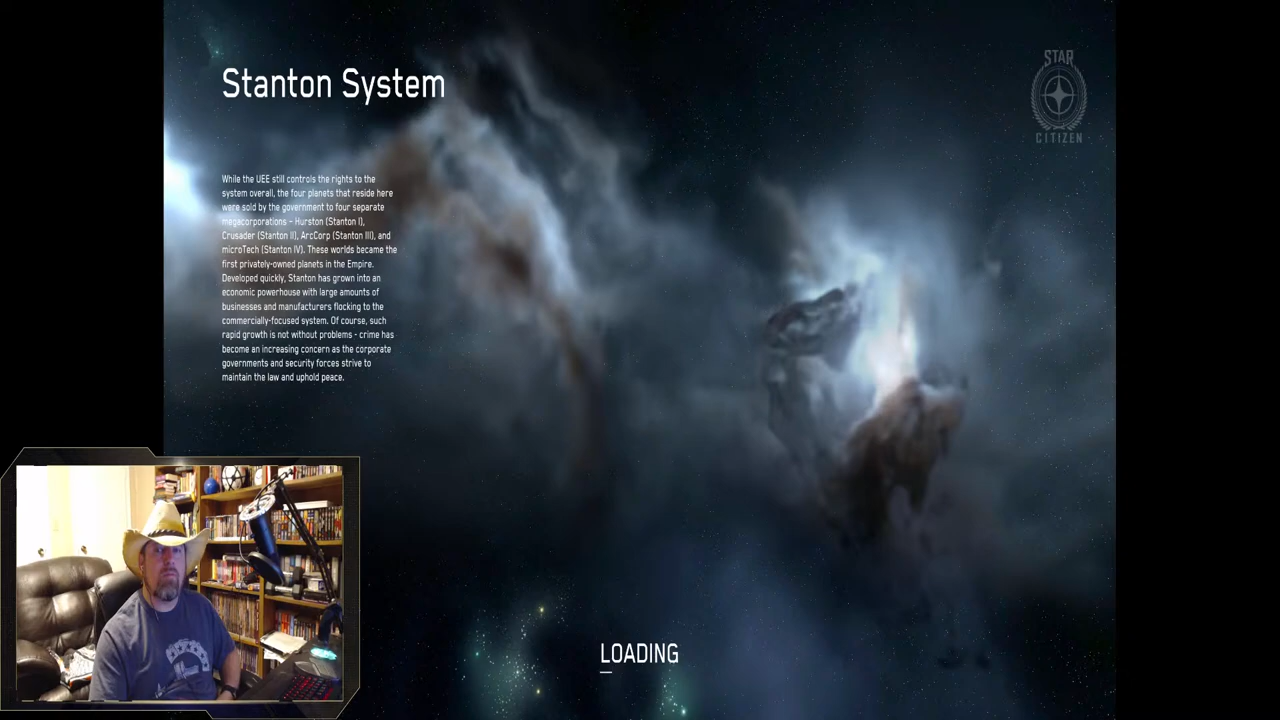 Stanton System
STAR
CITIZEN
While the UEE still controls the rights to the
system overall, the four planets that reside here
were sold by the government to four separate
megacorporations - Hurston (Stanton I),
Crusader (Stanton II), ArcCorp (Stanton III), and
microTech (Stanton IV). These worlds became the
first privately-owned planets in the Empire.
Developed quickly, Stanton has grown into an
economic powerhouse with large amounts of
businesses and manufacturers flocking to the
commercially-focused system. Of course, such
rapid growth is not without problems - crime has
become an increasing concern as the corporate
governments and security forces strive to
maintain the law and uphold peace.
LOADING